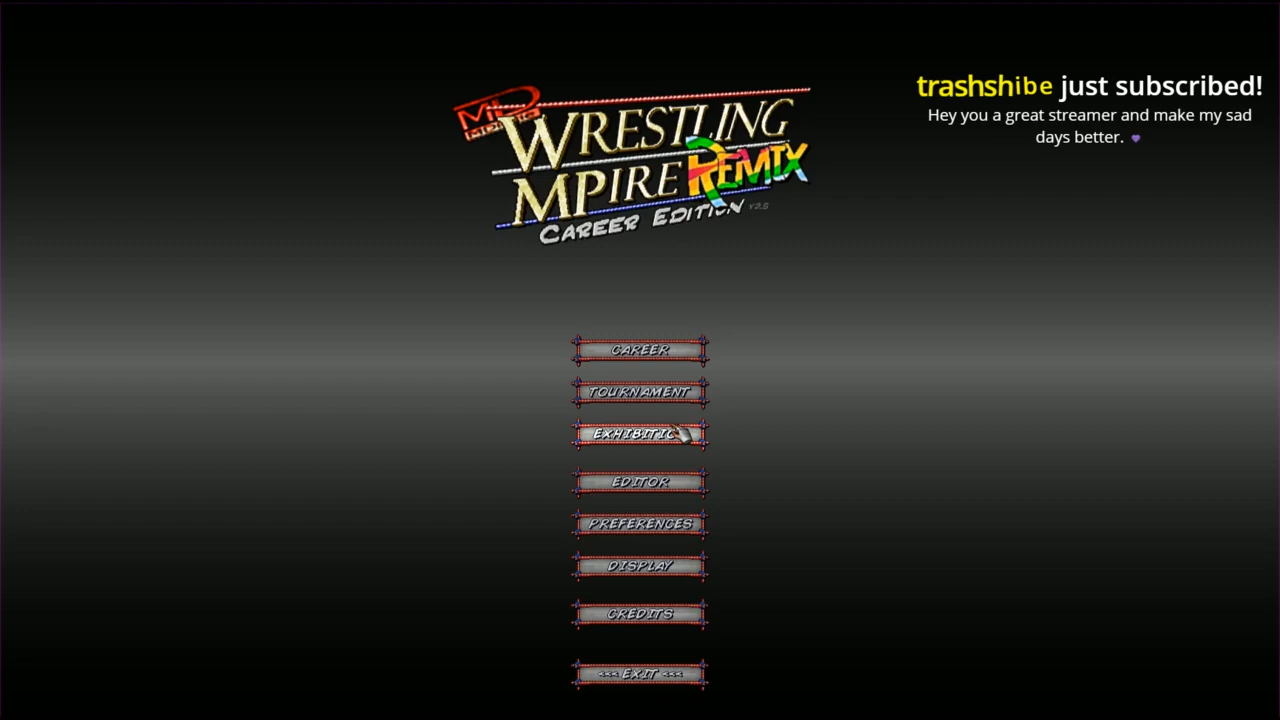 trashshibe just subscribed!
Hey you a great streamer and make my sad
days better. 💜
MDickie
WRESTLING
MPIRE REMIX
CAREER EDITION
CAREER
TOURNAMENT
EXHIBITIO
EDITOR
PREFERENCES
DISPLAY
CREDITS
<<< EXIT <<<